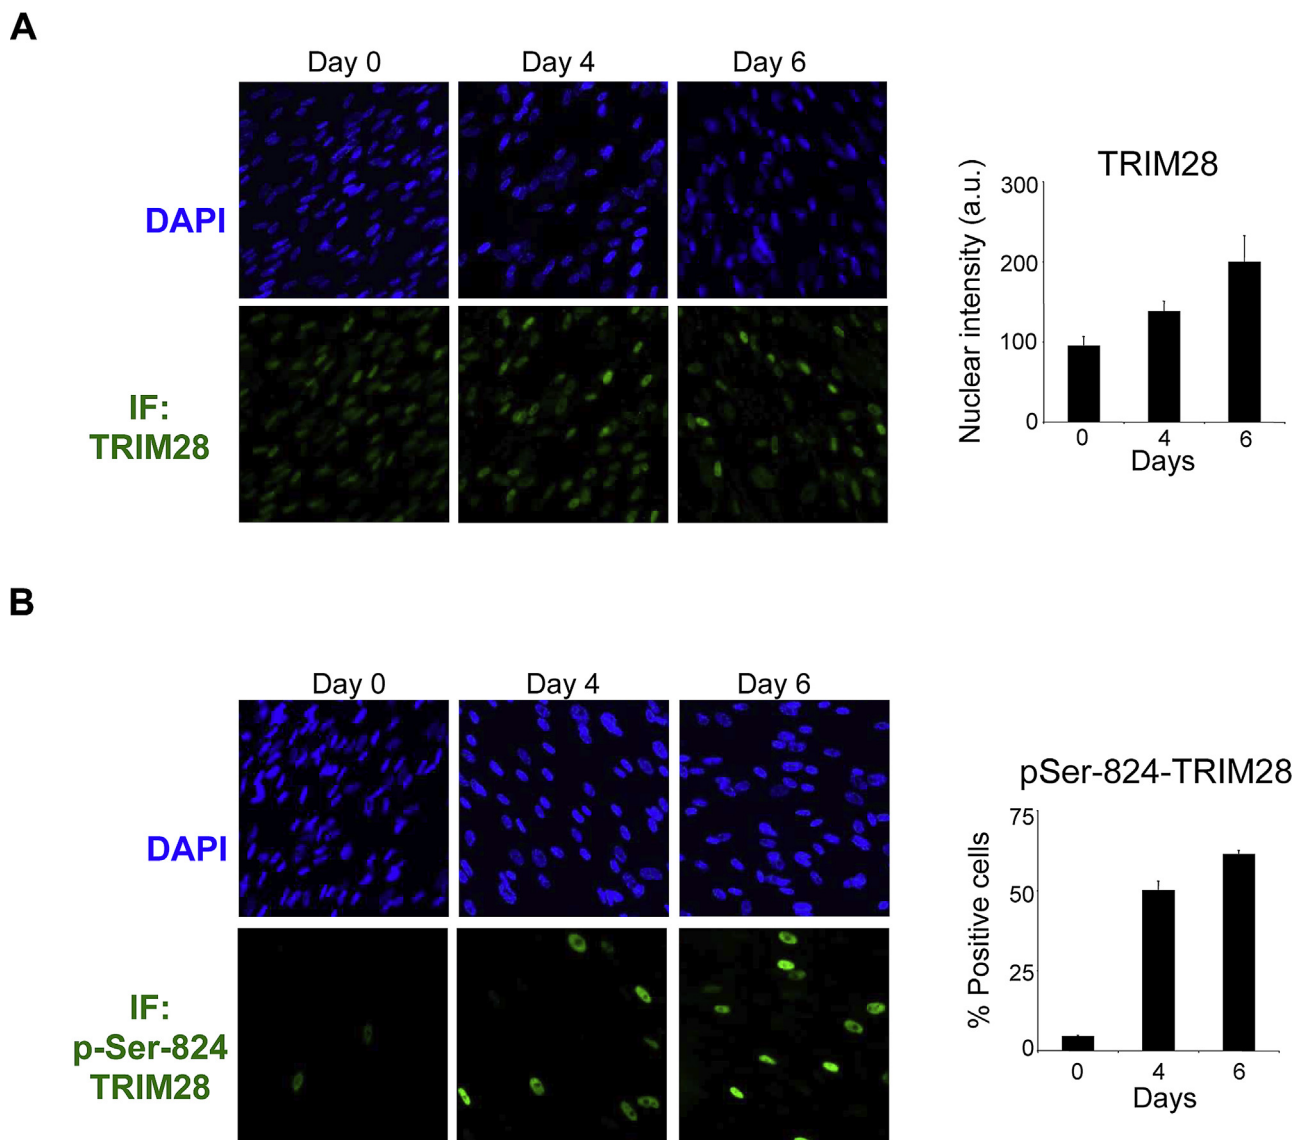 A
Day 0 Day 4 Day 6
DAPI
IF:
TRIM28
TRIM28
Nuclear intensity (a.u.)
300
200
100
0
0 4 6
Days
B
Day 0 Day 4 Day 6
DAPI
IF:
p-Ser-824
TRIM28
pSer-824-TRIM28
% Positive cells
75
50
25
0
0 4 6
Days